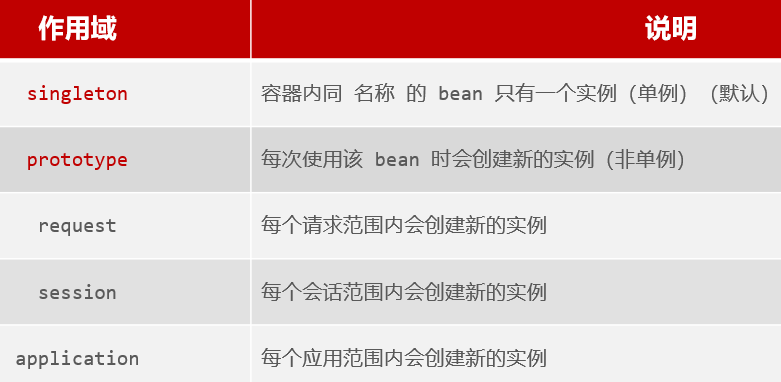 作用域 说明
singleton 容器内同 名称 的 bean 只有一个实例（单例）（默认）
prototype 每次使用该 bean 时会创建新的实例（非单例）
request 每个请求范围内会创建新的实例
session 每个会话范围内会创建新的实例
application 每个应用范围内会创建新的实例